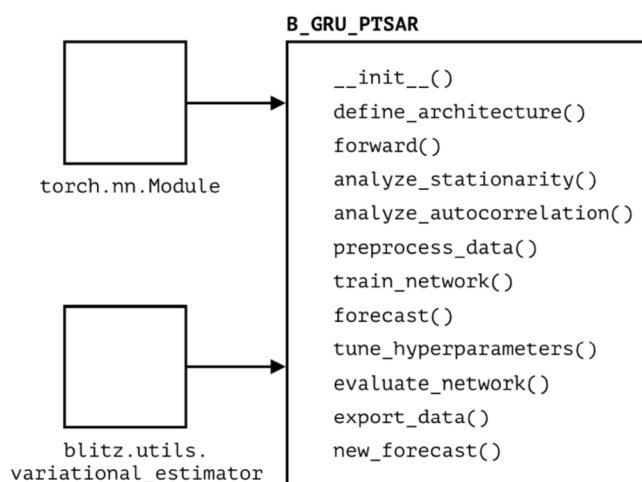 B_GRU_PTSAR
__init__()
define_architecture()
forward()
analyze_stationarity()
analyze_autocorrelation()
preprocess_data()
train_network()
forecast()
tune_hyperparameters()
evaluate_network()
export_data()
new_forecast()
torch.nn.Module
blitz.utils.
variational_estimator